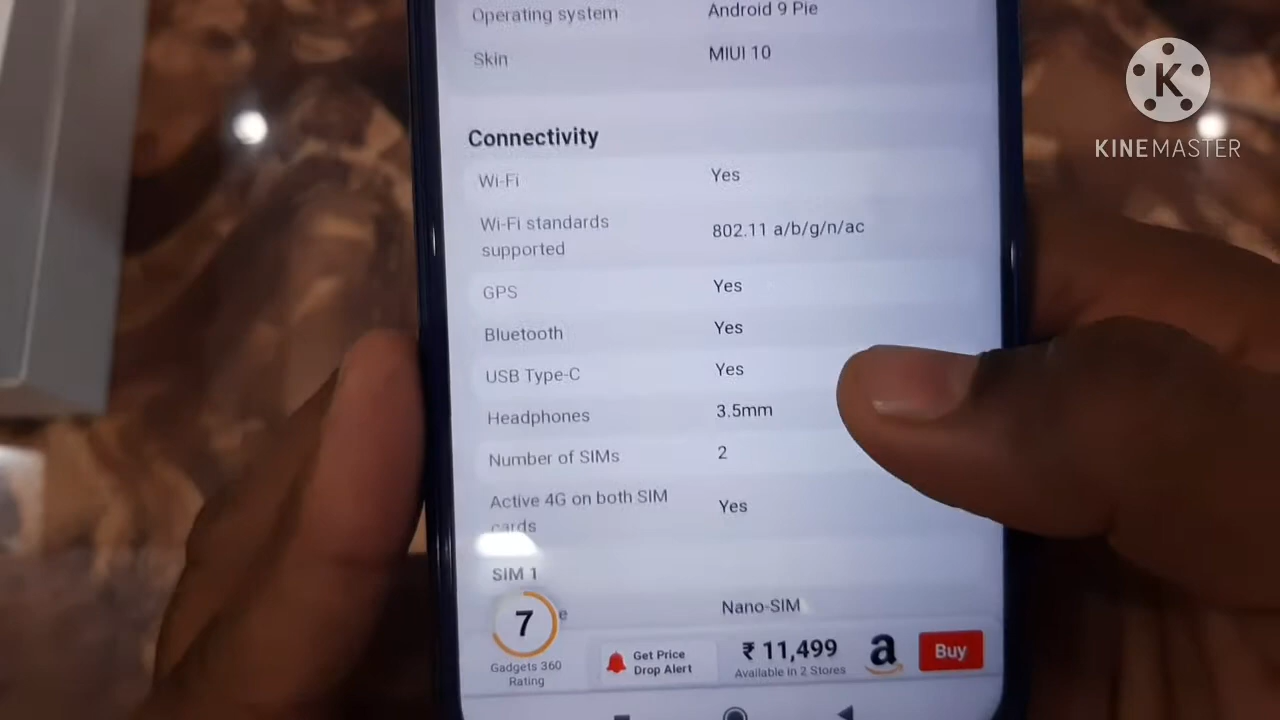 Operating system Android 9 Pie
Skin MIUI 10
K
KINEMASTER
Connectivity
Wi-Fi Yes
Wi-Fi standards supported 802.11 a/b/g/n/ac
GPS Yes
Bluetooth Yes
USB Type-C Yes
Headphones 3.5mm
Number of SIMs 2
Active 4G on both SIM cards Yes
SIM 1
e Nano-SIM
7
Gadgets 360
Rating
Get Price
Drop Alert
₹ 11,499
Available in 2 Stores
a
Buy